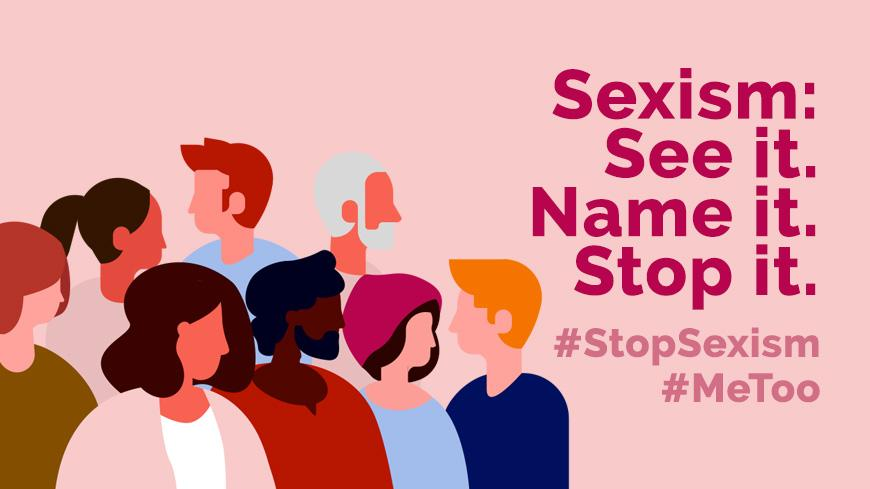 Sexism:
See it.
Name it.
Stop it.
#StopSexism
#MeToo